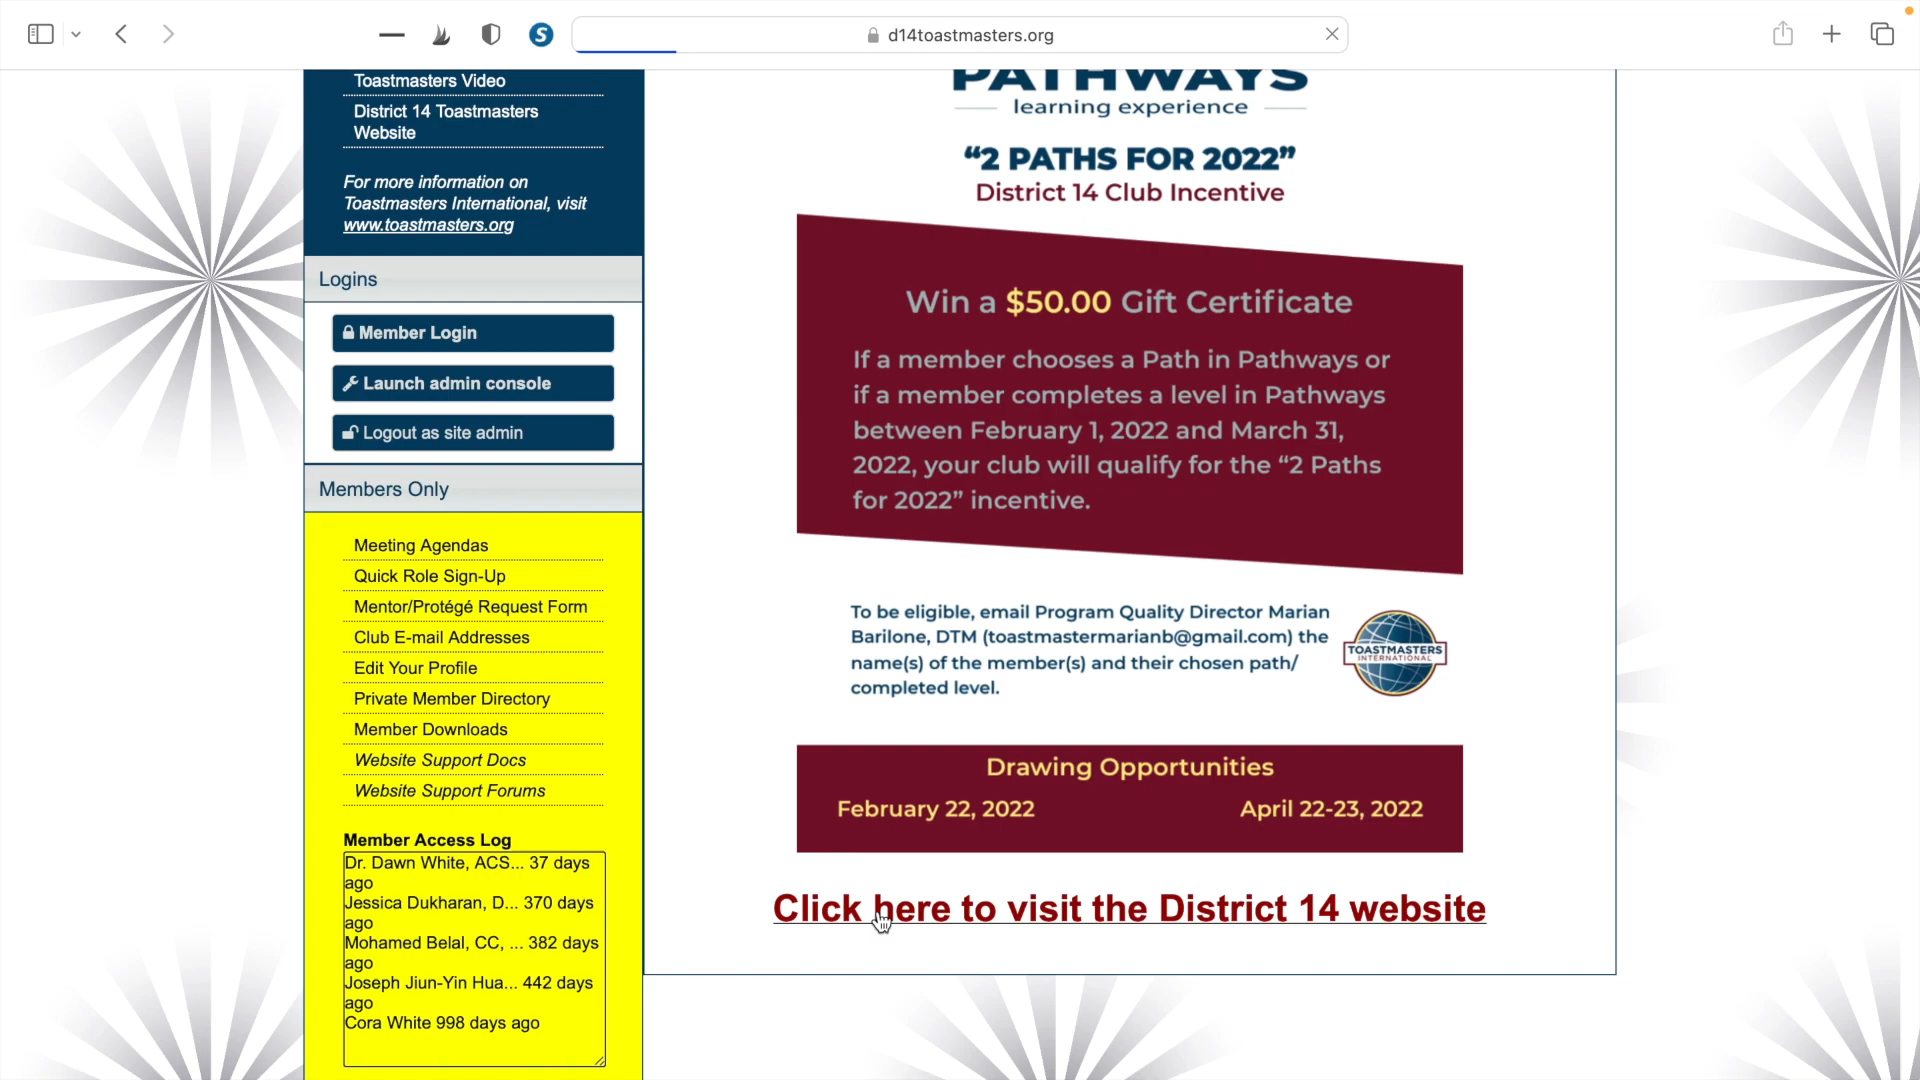 d14toastmasters.org
Toastmasters Video
District 14 Toastmasters
Website
For more information on
Toastmasters International, visit
www.toastmasters.org
Logins
Member Login
Launch admin console
Logout as site admin
Members Only
Meeting Agendas
Quick Role Sign-Up
Mentor/Protégé Request Form
Club E-mail Addresses
Edit Your Profile
Private Member Directory
Member Downloads
Website Support Docs
Website Support Forums
Member Access Log
Dr. Dawn White, ACS... 37 days
ago
Jessica Dukharan, D... 370 days
ago
Mohamed Belal, CC, ... 382 days
ago
Joseph Jiun-Yin Hua... 442 days
ago
Cora White 998 days ago
PATHWAYS
learning experience
“2 PATHS FOR 2022”
District 14 Club Incentive
Win a $50.00 Gift Certificate
If a member chooses a Path in Pathways or
if a member completes a level in Pathways
between February 1, 2022 and March 31,
2022, your club will qualify for the “2 Paths
for 2022” incentive.
To be eligible, email Program Quality Director Marian
Barilone, DTM (toastmastermarianb@gmail.com) the
name(s) of the member(s) and their chosen path/
completed level.
TOASTMASTERS
INTERNATIONAL
Drawing Opportunities
February 22, 2022 April 22-23, 2022
Click here to visit the District 14 website